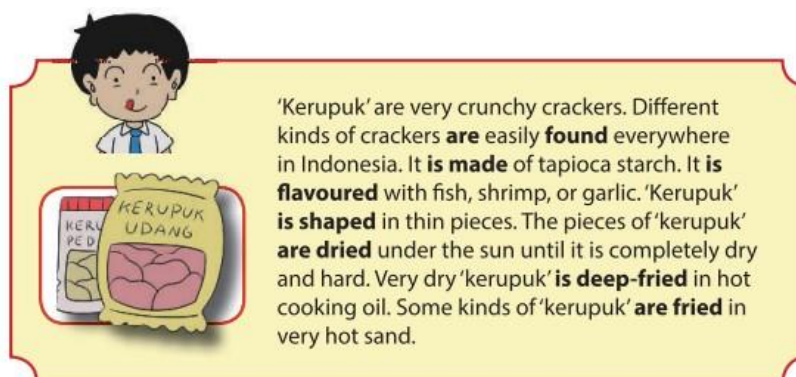 'Kerupuk' are very crunchy crackers. Different
kinds of crackers are easily found everywhere
in Indonesia. It is made of tapioca starch. It is
flavoured with fish, shrimp, or garlic. 'Kerupuk'
is shaped in thin pieces. The pieces of 'kerupuk'
are dried under the sun until it is completely dry
and hard. Very dry 'kerupuk' is deep-fried in hot
cooking oil. Some kinds of 'kerupuk' are fried in
very hot sand.
KERUPUK
UDANG
KERU
PED